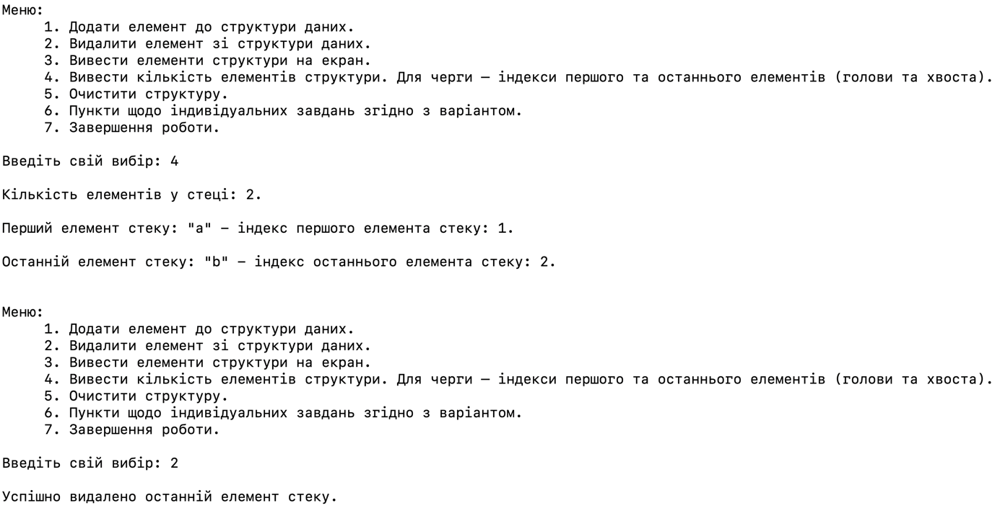 Меню:
1. Додати елемент до структури даних.
2. Видалити елемент зі структури даних.
3. Вивести елементи структури на екран.
4. Вивести кількість елементів структури. Для черги — індекси першого та останнього елементів (голови та хвоста).
5. Очистити структуру.
6. Пункти щодо індивідуальних завдань згідно з варіантом.
7. Завершення роботи.
Введіть свій вибір: 4
Кількість елементів у стеці: 2.
Перший елемент стеку: "a" – індекс першого елемента стеку: 1.
Останній елемент стеку: "b" – індекс останнього елемента стеку: 2.
Меню:
1. Додати елемент до структури даних.
2. Видалити елемент зі структури даних.
3. Вивести елементи структури на екран.
4. Вивести кількість елементів структури. Для черги — індекси першого та останнього елементів (голови та хвоста).
5. Очистити структуру.
6. Пункти щодо індивідуальних завдань згідно з варіантом.
7. Завершення роботи.
Введіть свій вибір: 2
Успішно видалено останній елемент стеку.